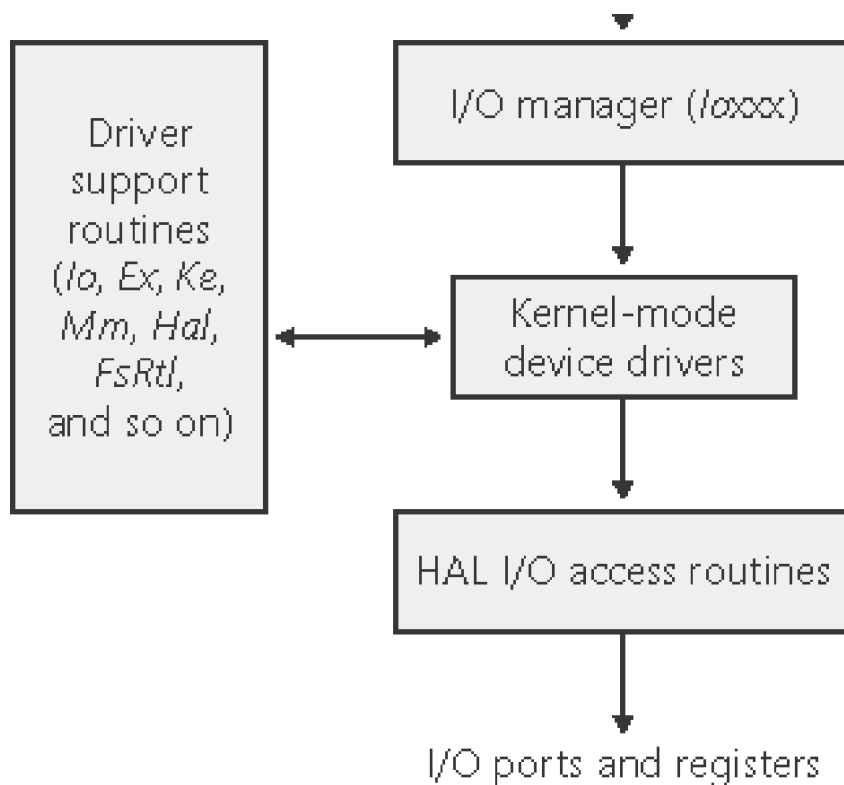 I/O manager (Ioxxx)
Driver
support
routines
(Io, Ex, Ke,
Mm, Hal,
FsRtl,
and so on)
Kernel-mode
device drivers
HAL I/O access routines
I/O ports and registers